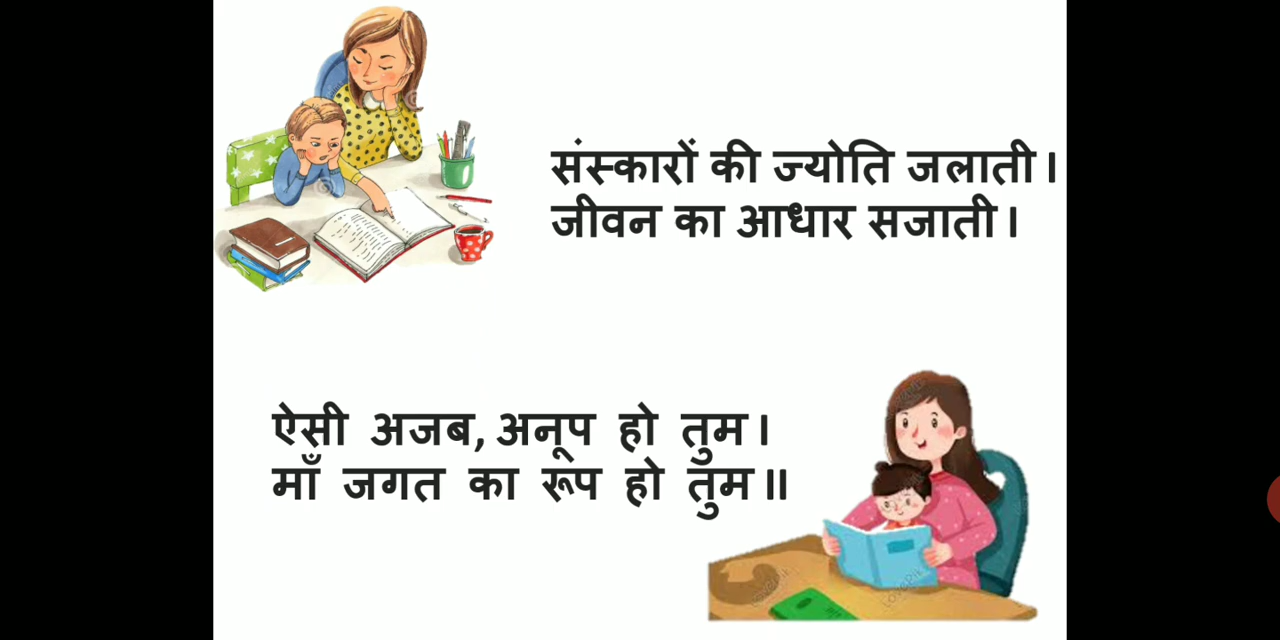 संस्कारों की ज्योति जलाती ।
जीवन का आधार सजाती ।
ऐसी अजब, अनूप हो तुम ।
माँ जगत का रूप हो तुम ॥